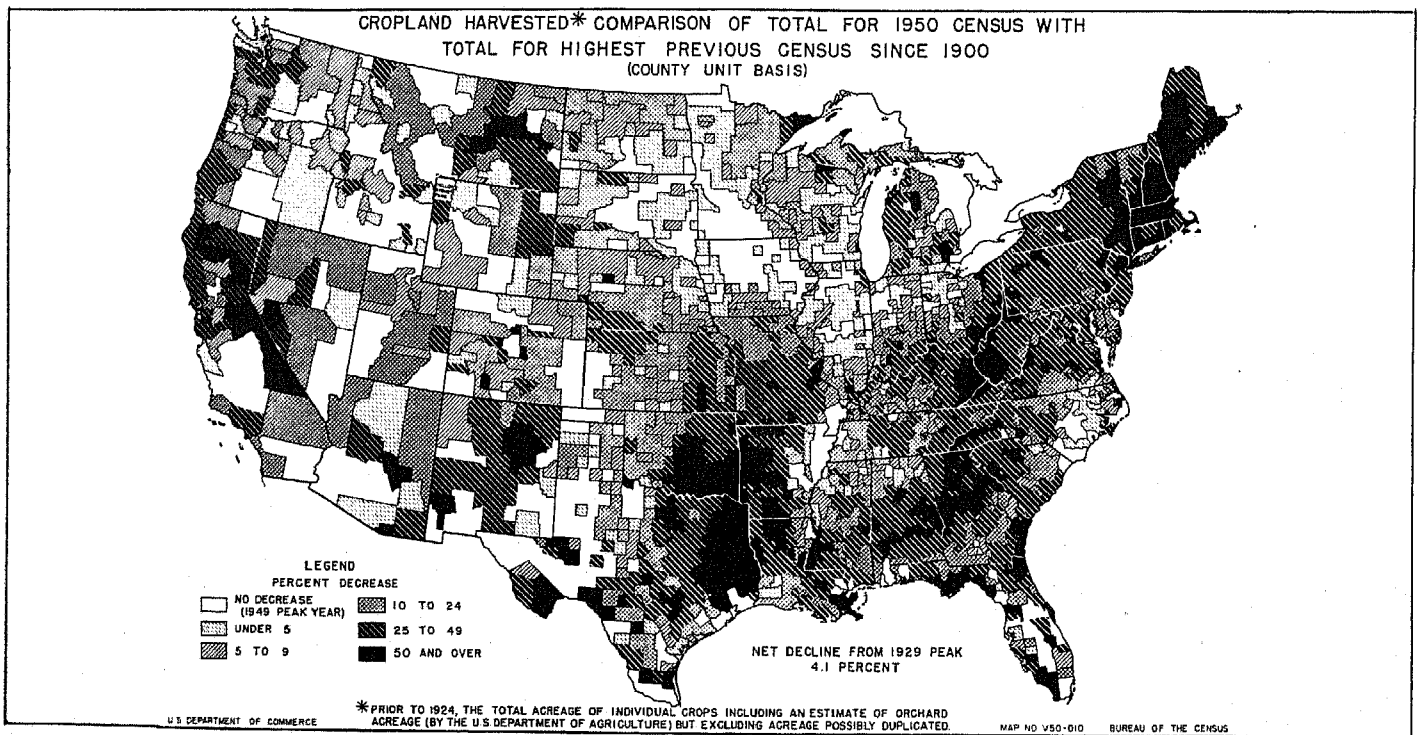 CROPLAND HARVESTED* COMPARISON OF TOTAL FOR 1950 CENSUS WITH
TOTAL FOR HIGHEST PREVIOUS CENSUS SINCE 1900
(COUNTY UNIT BASIS)
LEGEND
PERCENT DECREASE
NO DECREASE
(1949 PEAK YEAR)
UNDER 5
5 TO 9
10 TO 24
25 TO 49
50 AND OVER
NET DECLINE FROM 1929 PEAK
4.1 PERCENT
*PRIOR TO 1924, THE TOTAL ACREAGE OF INDIVIDUAL CROPS INCLUDING AN ESTIMATE OF ORCHARD
ACREAGE (BY THE U.S. DEPARTMENT OF AGRICULTURE) BUT EXCLUDING ACREAGE POSSIBLY DUPLICATED.
U S DEPARTMENT OF COMMERCE
MAP NO V50-010 BUREAU OF THE CENSUS